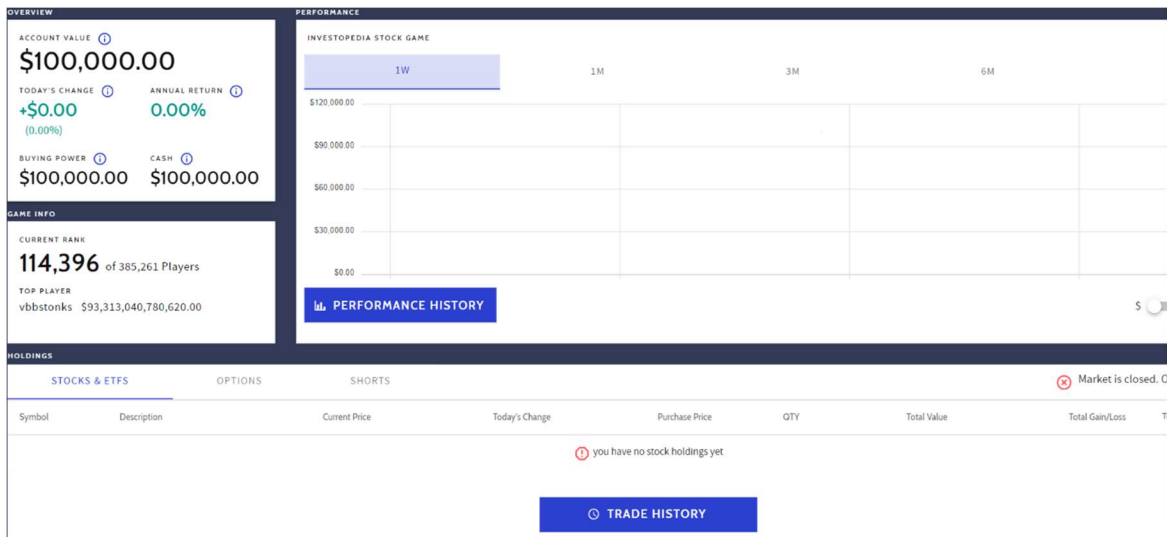 OVERVIEW
ACCOUNT VALUE
$100,000.00
TODAY'S CHANGE ANNUAL RETURN
+$0.00 0.00%
(0.00%)
BUYING POWER CASH
$100,000.00 $100,000.00
GAME INFO
CURRENT RANK
114,396 of 385,261 Players
TOP PLAYER
vbbstonks $93,313,040,780,620.00
PERFORMANCE
INVESTOPEDIA STOCK GAME
1W 1M 3M 6M
$120,000.00
$90,000.00
$60,000.00
$30,000.00
$0.00
PERFORMANCE HISTORY
$
HOLDINGS
STOCKS & ETFS OPTIONS SHORTS
Market is closed.
Symbol Description Current Price Today's Change Purchase Price QTY Total Value Total Gain/Loss
you have no stock holdings yet
TRADE HISTORY